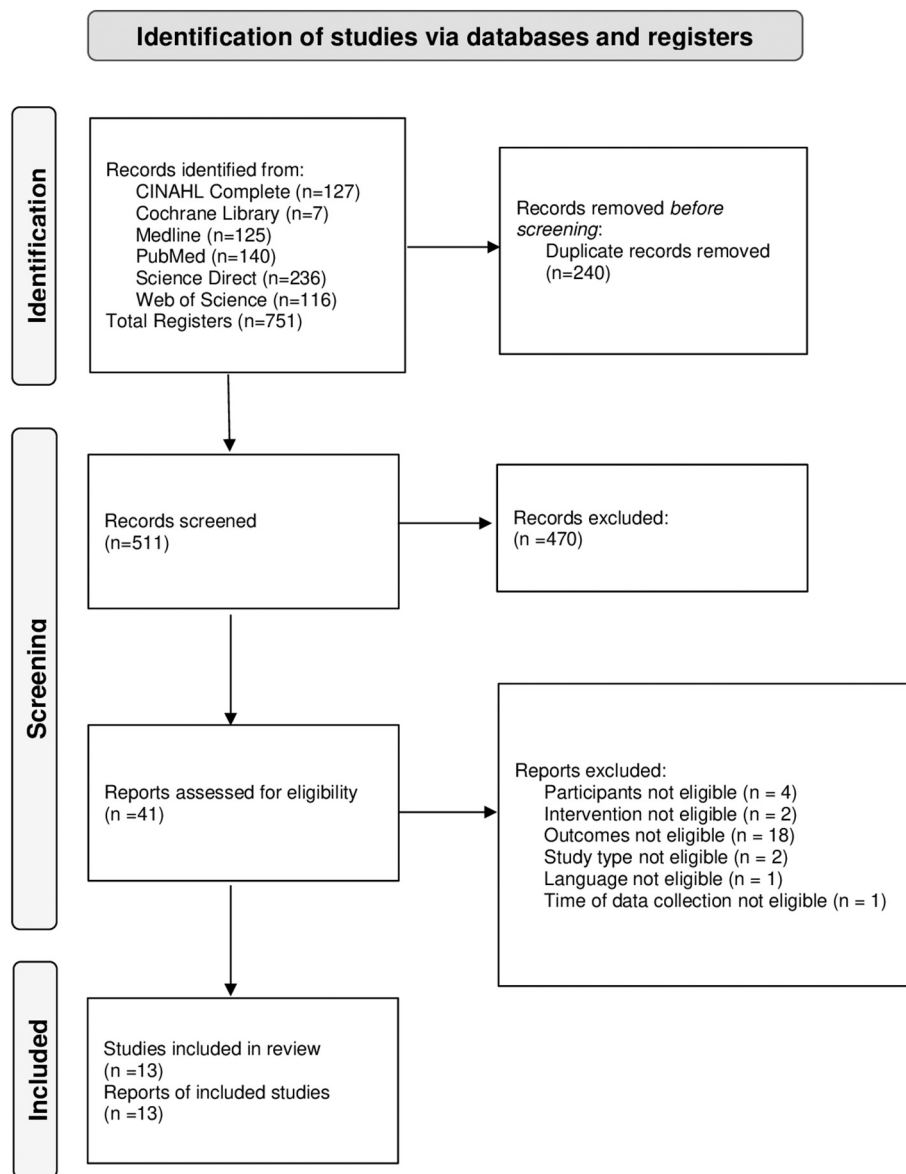 Identification of studies via databases and registers
Identification
Records identified from:
CINAHL Complete (n=127)
Cochrane Library (n=7)
Medline (n=125)
PubMed (n=140)
Science Direct (n=236)
Web of Science (n=116)
Total Registers (n=751)
Records removed before
screening:
Duplicate records removed
(n=240)
Screening
Records screened
(n=511)
Records excluded:
(n =470)
Reports assessed for eligibility
(n =41)
Reports excluded:
Participants not eligible (n = 4)
Intervention not eligible (n = 2)
Outcomes not eligible (n = 18)
Study type not eligible (n = 2)
Language not eligible (n = 1)
Time of data collection not eligible (n = 1)
Included
Studies included in review
(n =13)
Reports of included studies
(n =13)